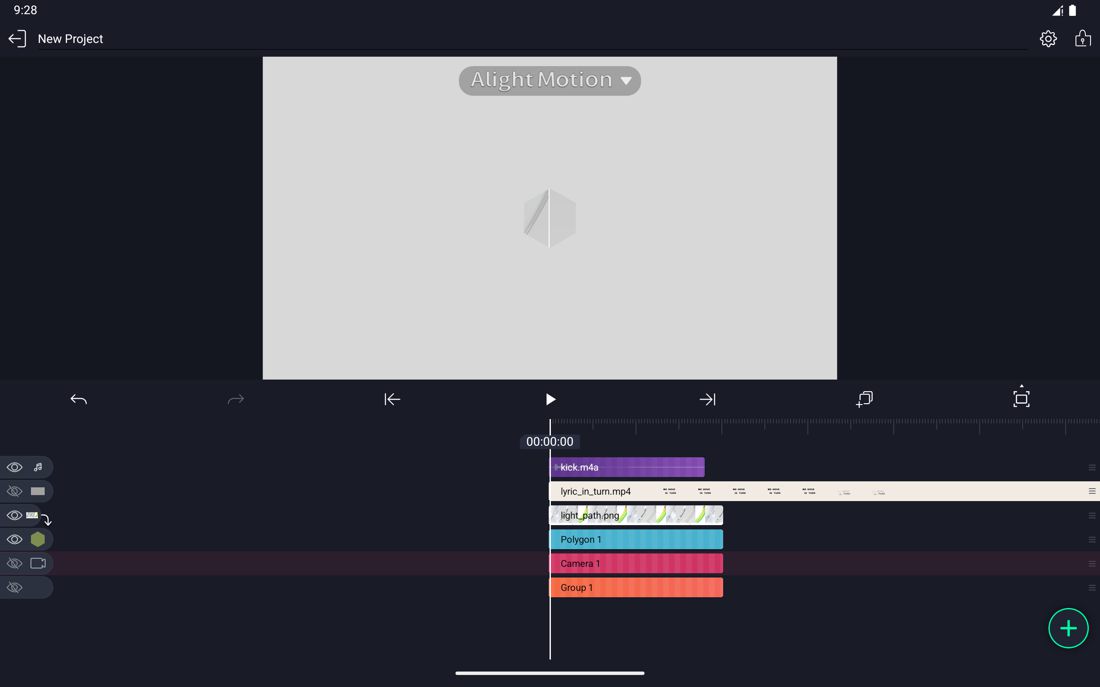 9:28
New Project
Alight Motion
00:00:00
kick.m4a
lyric_in_turn.mp4
light_path.png
Polygon 1
Camera 1
Group 1